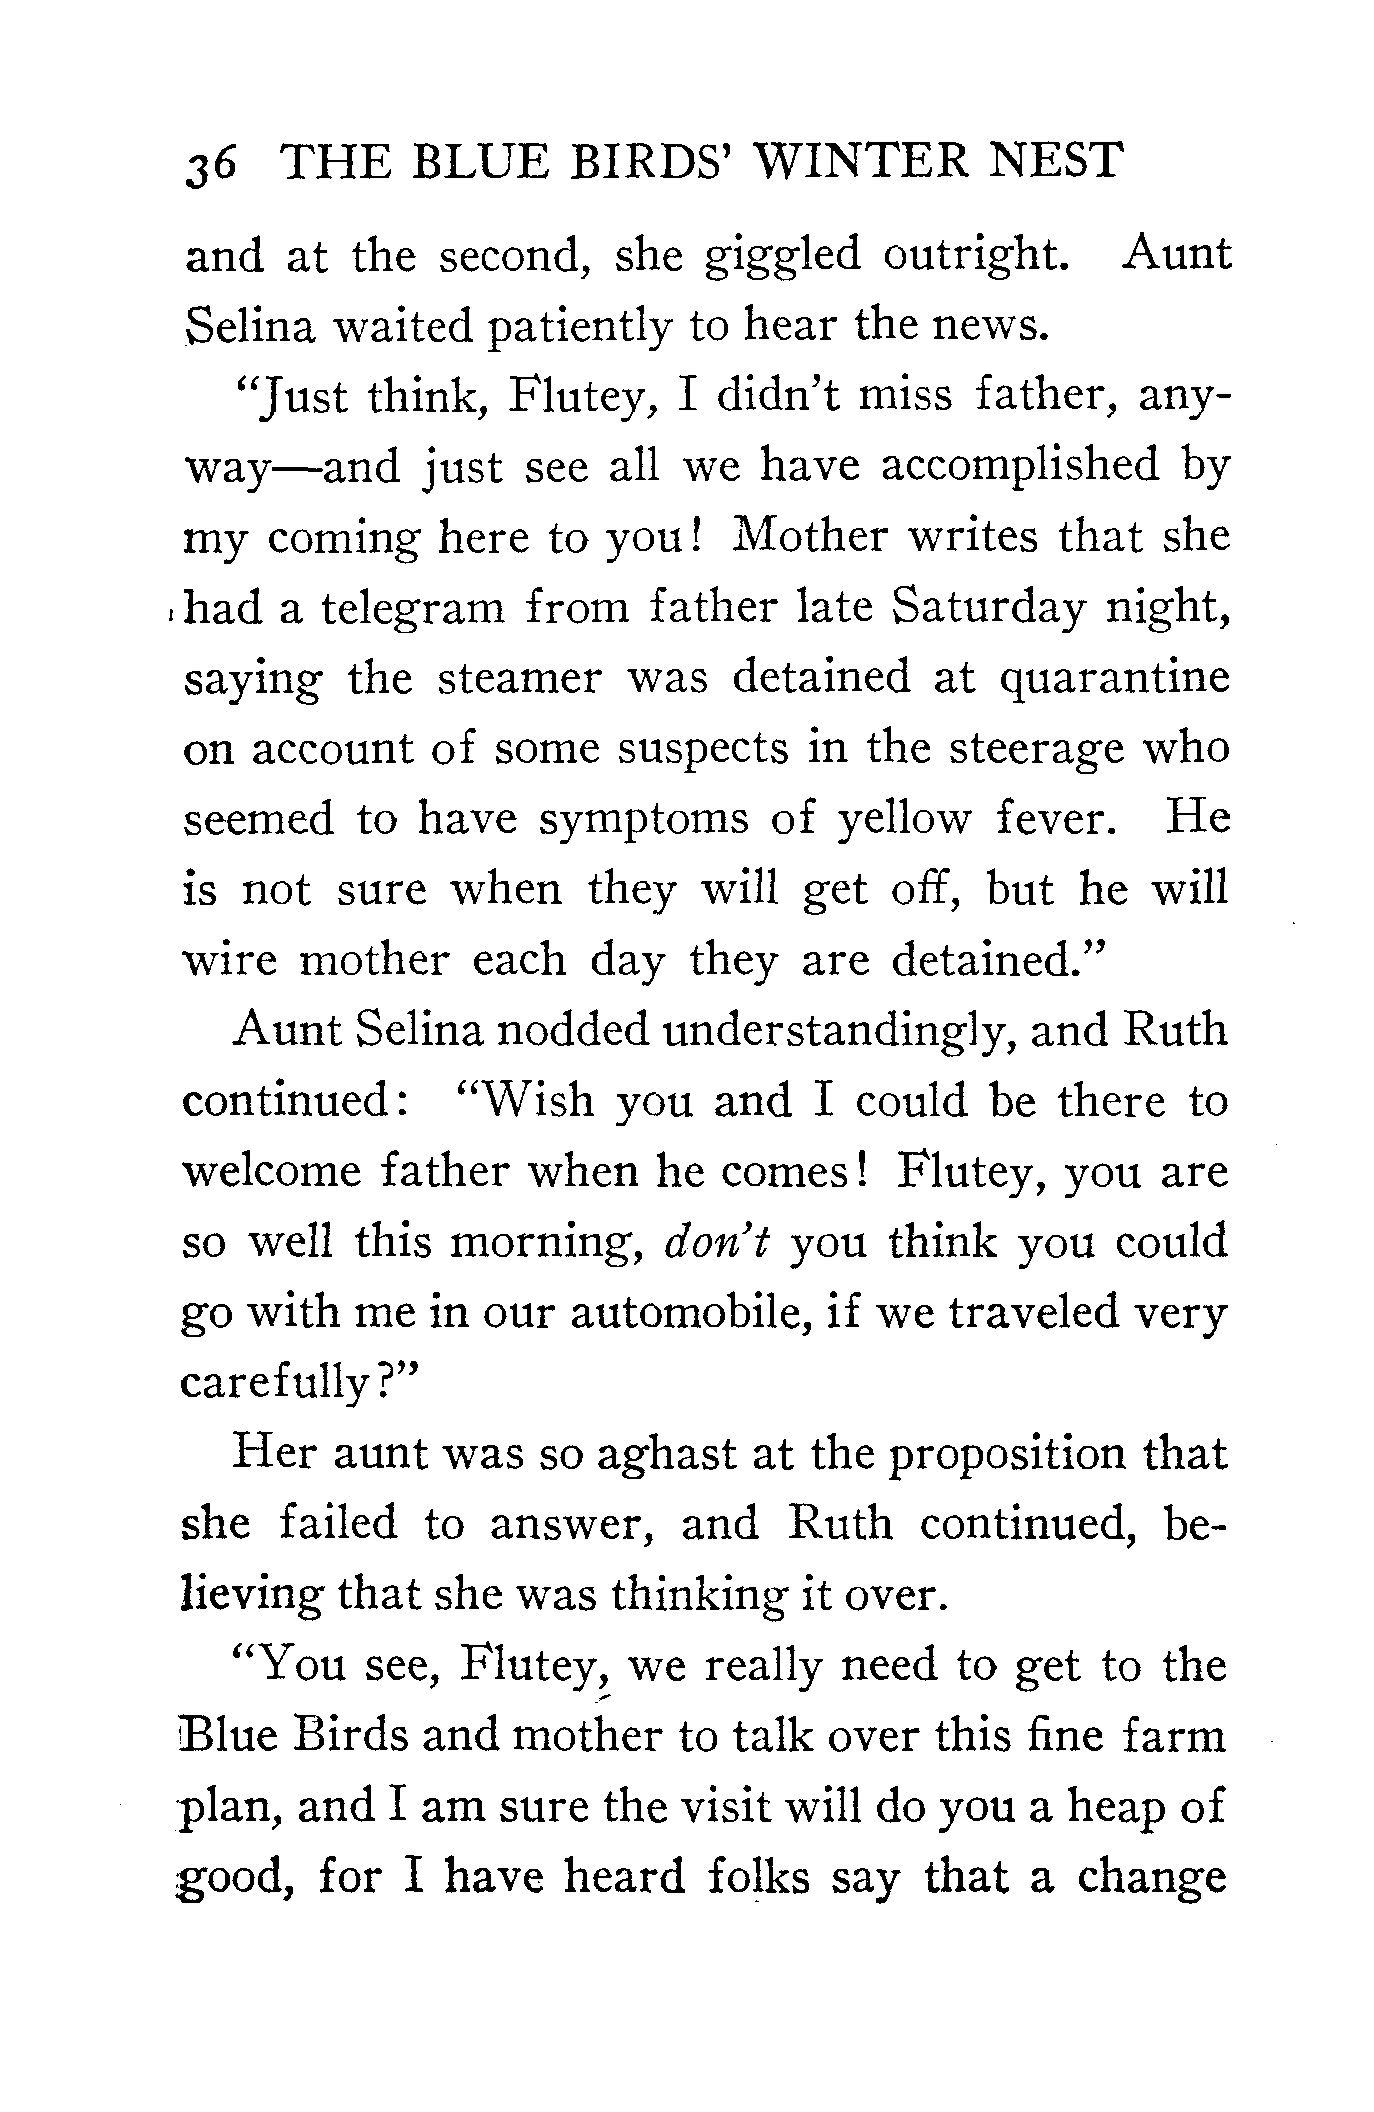 36 THE BLUE BIRDS' WINTER NEST
and at the second, she giggled outright. Aunt
Selina waited patiently to hear the news.
"Just think, Flutey, I didn't miss father, any-
way—and just see all we have accomplished by
my coming here to you! Mother writes that she
had a telegram from father late Saturday night,
saying the steamer was detained at quarantine
on account of some suspects in the steerage who
seemed to have symptoms of yellow fever. He
is not sure when they will get off, but he will
wire mother each day they are detained."
Aunt Selina nodded understandingly, and Ruth
continued: "Wish you and I could be there to
welcome father when he comes! Flutey, you are
so well this morning, don't you think you could
go with me in our automobile, if we traveled very
carefully?"
Her aunt was so aghast at the proposition that
she failed to answer, and Ruth continued, be-
lieving that she was thinking it over.
"You see, Flutey, we really need to get to the
Blue Birds and mother to talk over this fine farm
plan, and I am sure the visit will do you a heap of
good, for I have heard folks say that a change